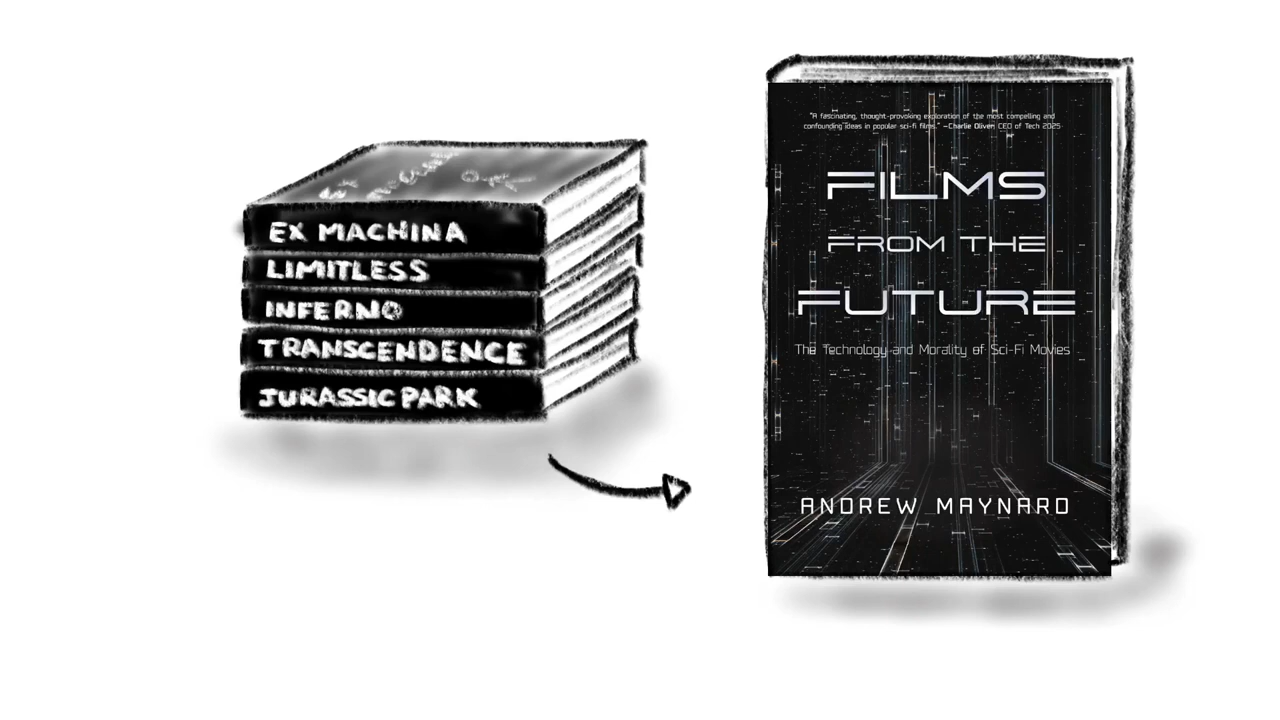 EX MACHINA
LIMITLESS
INFERNO
TRANSCENDENCE
JURASSIC PARK
"A fascinating, thought-provoking exploration of the most compelling and
confounding ideas in popular sci-fi films." —Charlie Oliver, CEO of Tech 2025
FILMS
FROM THE
FUTURE
The Technology and Morality of Sci-Fi Movies
ANDREW MAYNARD